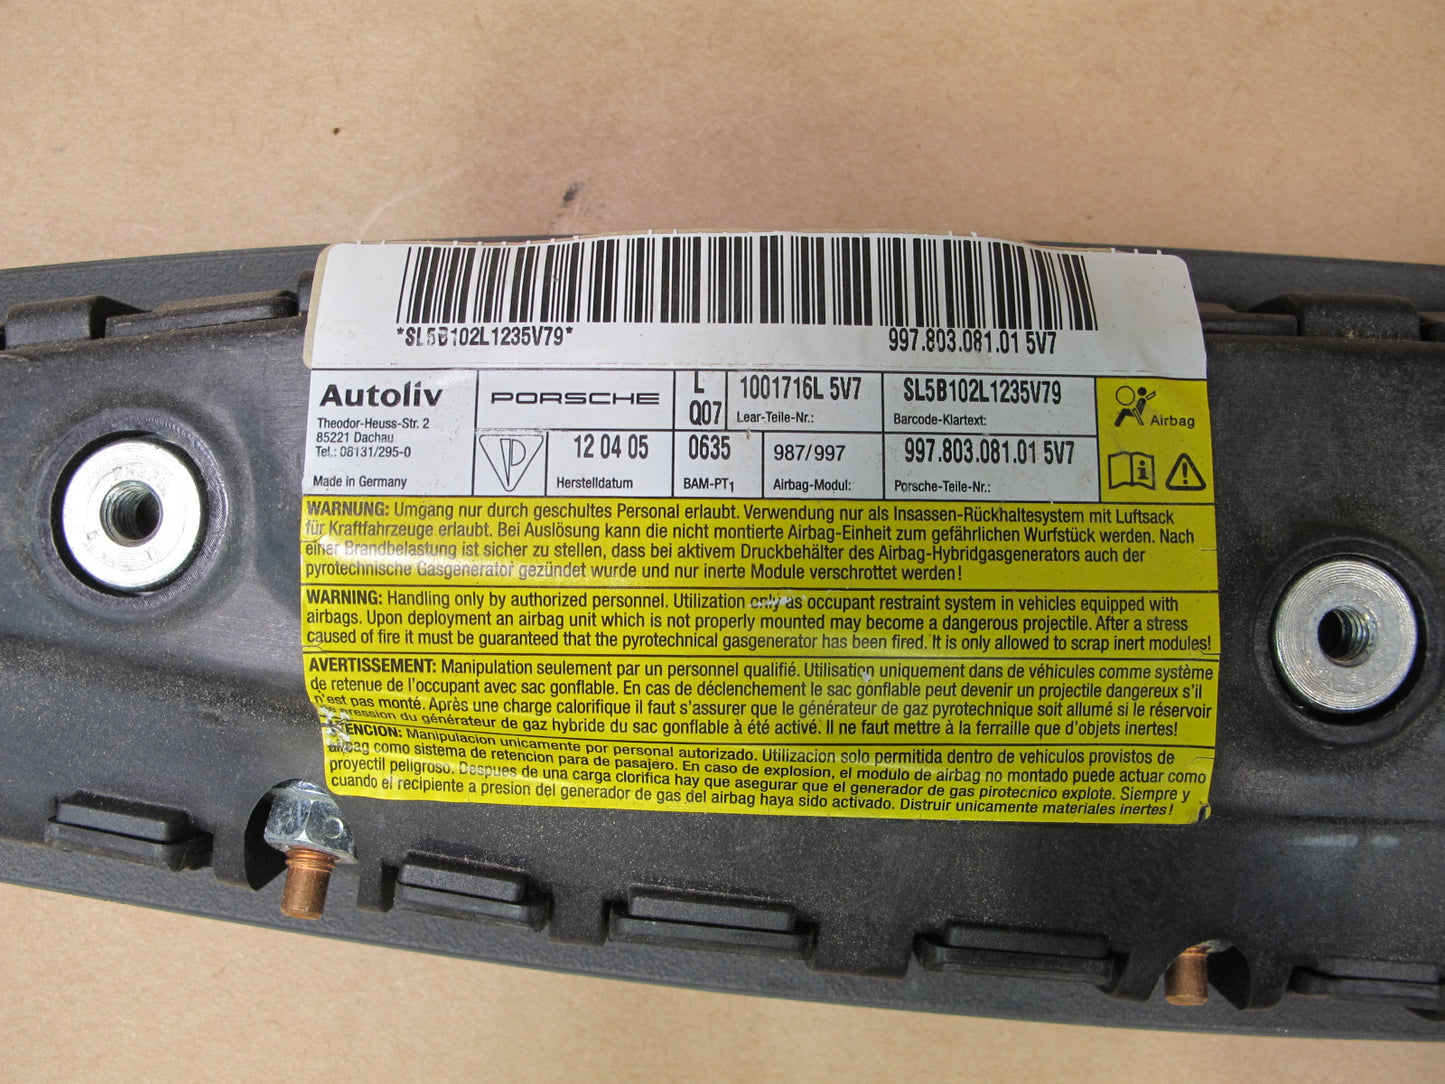 *SL5B102L1235V79*
997.803.081.01 5V7
Autoliv
Theodor-Heuss-Str. 2
85221 Dachau
Tel.: 08131/295-0
Made in Germany
PORSCHE
L
Q07
1001716L 5V7
Lear-Teile-Nr.:
SL5B102L1235V79
Barcode-Klartext:
Airbag
12 04 05
Herstelldatum
0635
BAM-PT1
987/997
Airbag-Modul:
997.803.081.01 5V7
Porsche-Teile-Nr.:
WARNUNG: Umgang nur durch geschultes Personal erlaubt. Verwendung nur als Insassen-Rückhaltesystem mit Luftsack
für Kraftfahrzeuge erlaubt. Bei Auslösung kann die nicht montierte Airbag-Einheit zum gefährlichen Wurfstück werden. Nach
einer Brandbelastung ist sicher zu stellen, dass bei aktivem Druckbehälter des Airbag-Hybridgasgenerators auch der
pyrotechnische Gasgenerator gezündet wurde und nur inerte Module verschrottet werden!
WARNING: Handling only by authorized personnel. Utilization only as occupant restraint system in vehicles equipped with
airbags. Upon deployment an airbag unit which is not properly mounted may become a dangerous projectile. After a stress
caused of fire it must be guaranteed that the pyrotechnical gasgenerator has been fired. It is only allowed to scrap inert modules!
AVERTISSEMENT: Manipulation seulement par un personnel qualifié. Utilisation uniquement dans de véhicules comme système
de retenue de l'occupant avec sac gonflable. En cas de déclenchement le sac gonflable peut devenir un projectile dangereux s'il
n'est pas monté. Après une charge calorifique il faut s'assurer que le générateur de gaz pyrotechnique soit allumé si le réservoir
pression du générateur de gaz hybride du sac gonflable à été activé. Il ne faut mettre à la ferraille que d'objets inertes!
ATENCION: Manipulacion unicamente por personal autorizado. Utilizacion solo permitida dentro de vehiculos provistos de
airbag como sistema de retencion para de pasajero. En caso de explosion, el modulo de airbag no montado puede actuar como
proyectil peligroso. Despues de una carga clorifica hay que asegurar que el generador de gas pirotecnico explote. Siempre y
cuando el recipiente a presion del generador de gas del airbag haya sido activado. Distruir unicamente materiales inertes!